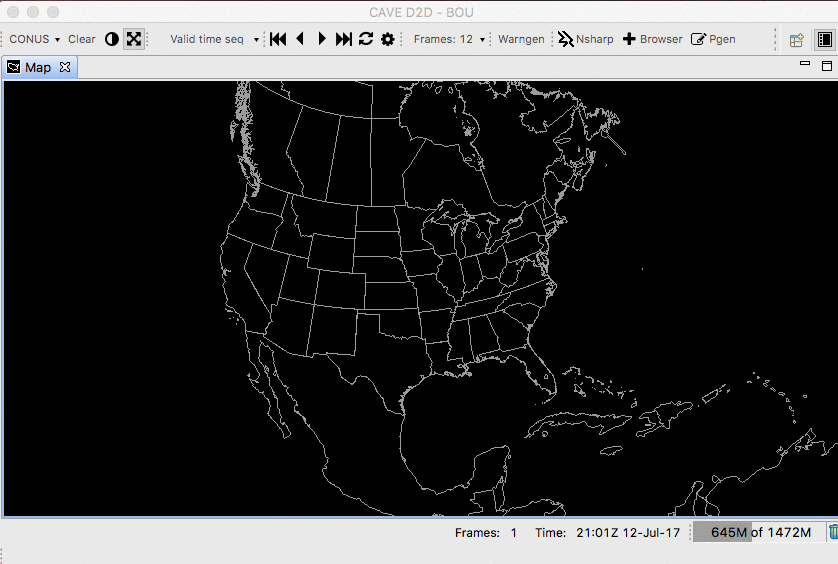 CAVE D2D - BOU
CONUS Clear Valid time seq Frames: 12 Warngen Nsharp Browser Pgen
Map
Frames: 1 Time: 21:01Z 12-Jul-17 645M of 1472M